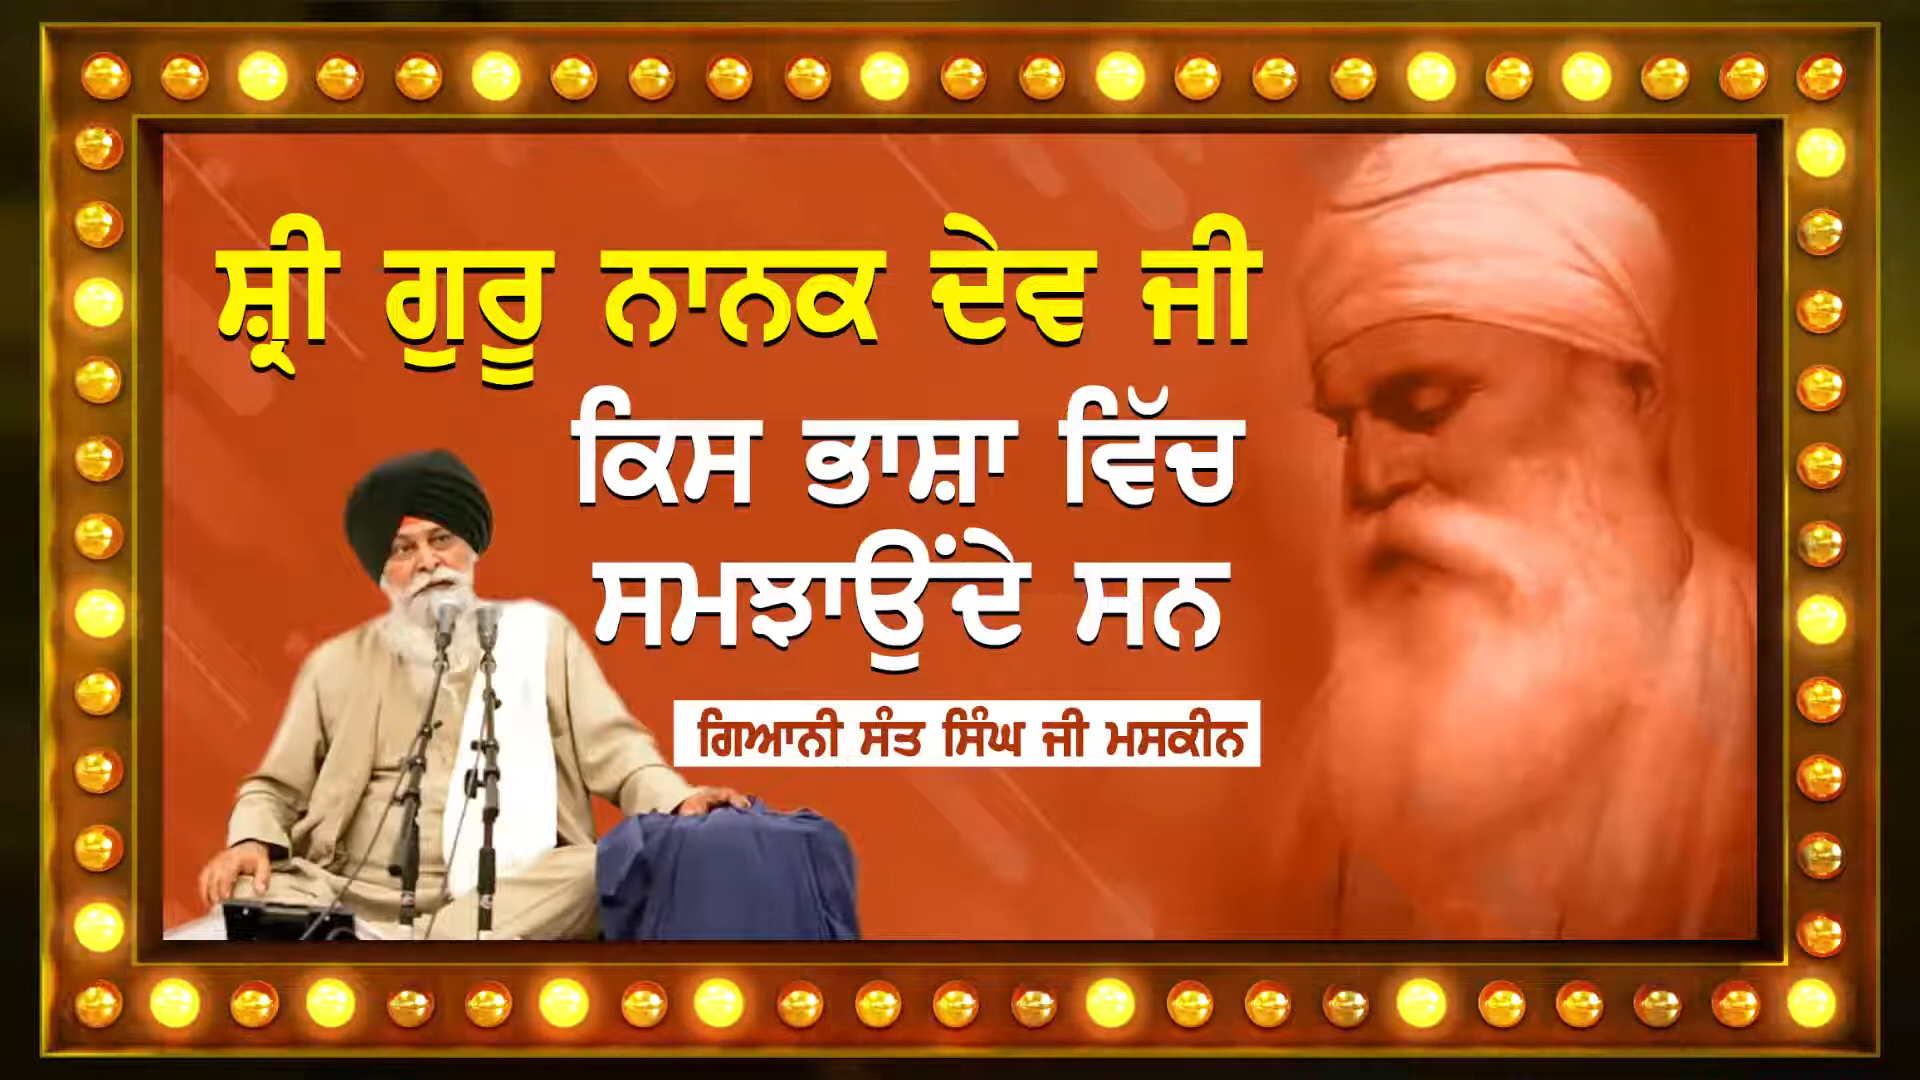 ਸ਼੍ਰੀ ਗੁਰੂ ਨਾਨਕ ਦੇਵ ਜੀ
ਕਿਸ ਭਾਸ਼ਾ ਵਿੱਚ
ਸਮਝਾਉਂਦੇ ਸਨ
ਗਿਆਨੀ ਸੰਤ ਸਿੰਘ ਜੀ ਮਸਕੀਨ